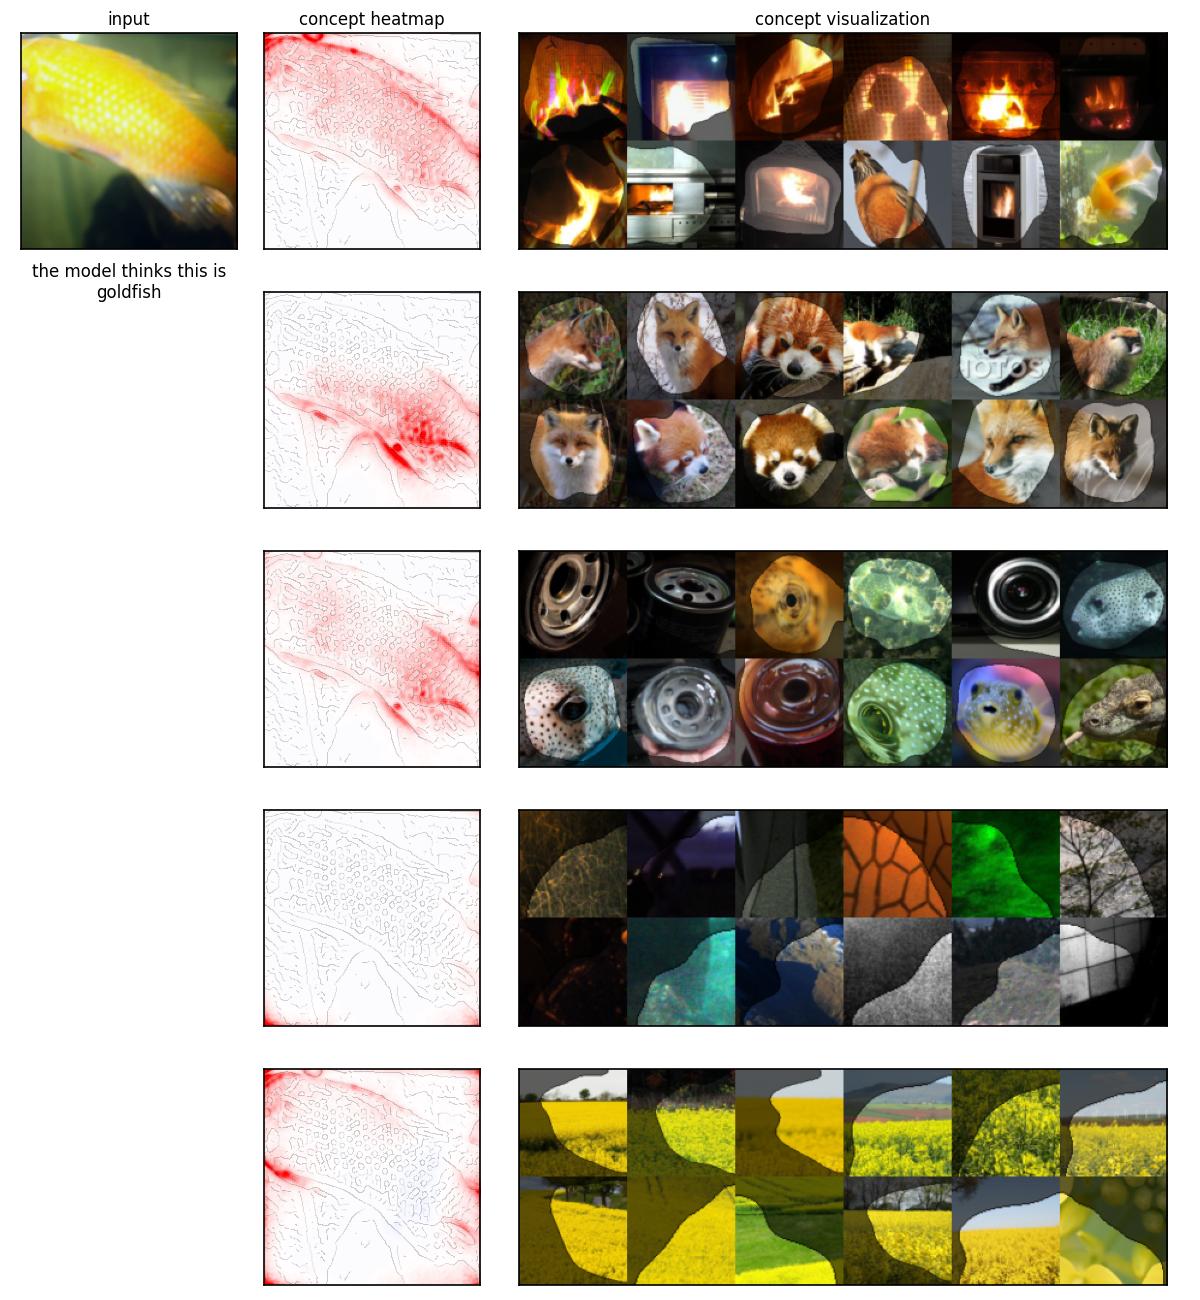 input
concept heatmap
concept visualization
the model thinks this is
goldfish